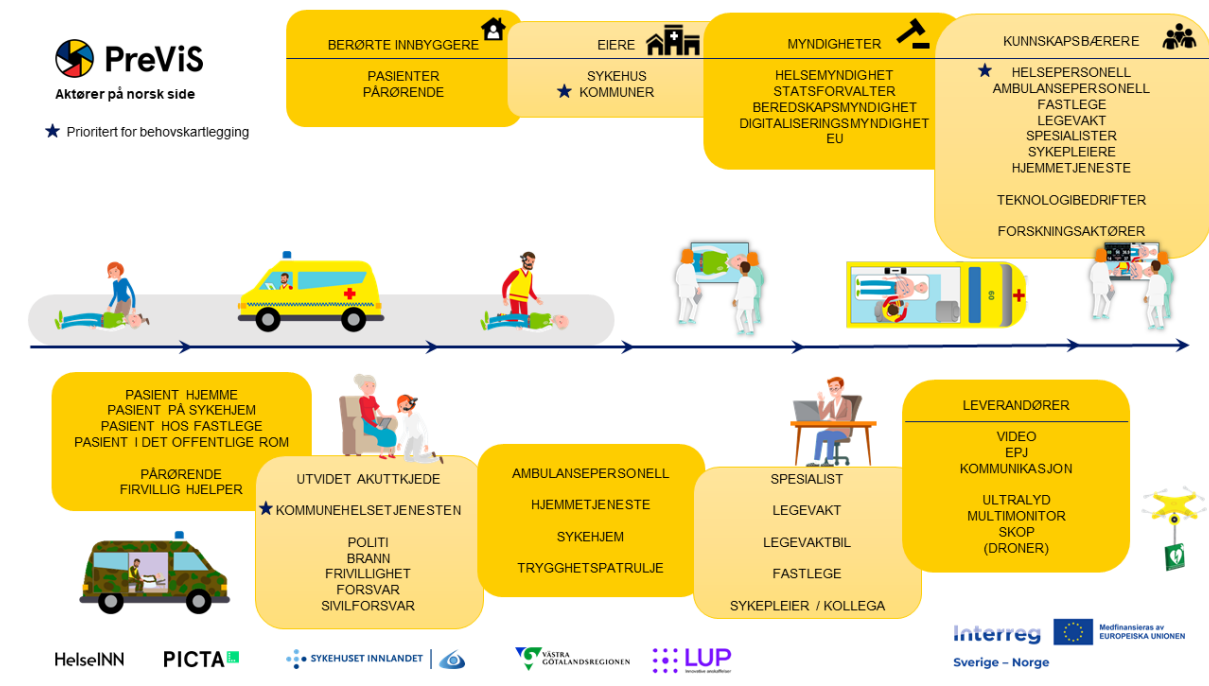 PreViS
Aktører på norsk side
Prioritert for behovskartlegging
BERØRTE INNBYGGERE
PASIENTER
PÅRØRENDE
EIERE
SYKEHUS
KOMMUNER
MYNDIGHETER
HELSEMYNDIGHET
STATSFORVALTER
BEREDSKAPSMYNDIGHET
DIGITALISERINGSMYNDIGHET
EU
KUNNSKAPSBÆRERE
HELSEPERSONELL
AMBULANSEPERSONELL
FASTLEGE
LEGEVAKT
SPESIALISTER
SYKEPLEIERE
HJEMMETJENESTE
TEKNOLOGIBEDRIFTER
FORSKNINGSAKTØRER
60
PASIENT HJEMME
PASIENT PÅ SYKEHJEM
PASIENT HOS FASTLEGE
PASIENT I DET OFFENTLIGE ROM
PÅRØRENDE
FIRVILLIG HJELPER
UTVIDET AKUTTKJEDE
KOMMUNEHELSETJENESTEN
POLITI
BRANN
FRIVILLIGHET
FORSVAR
SIVILFORSVAR
AMBULANSEPERSONELL
HJEMMETJENESTE
SYKEHJEM
TRYGGHETSPATRULJE
SPESIALIST
LEGEVAKT
LEGEVAKTBIL
FASTLEGE
SYKEPLEIER / KOLLEGA
LEVERANDØRER
VIDEO
EPJ
KOMMUNIKASJON
ULTRALYD
MULTIMONITOR
SKOP
(DRONER)
HelseINN
PICTA
SYKEHUSET INNLANDET
VÄSTRA
GÖTALANDSREGIONEN
LUP
Innovative anskaffelser
Interreg
Medfinansieras av
EUROPEISKA UNIONEN
Sverige – Norge